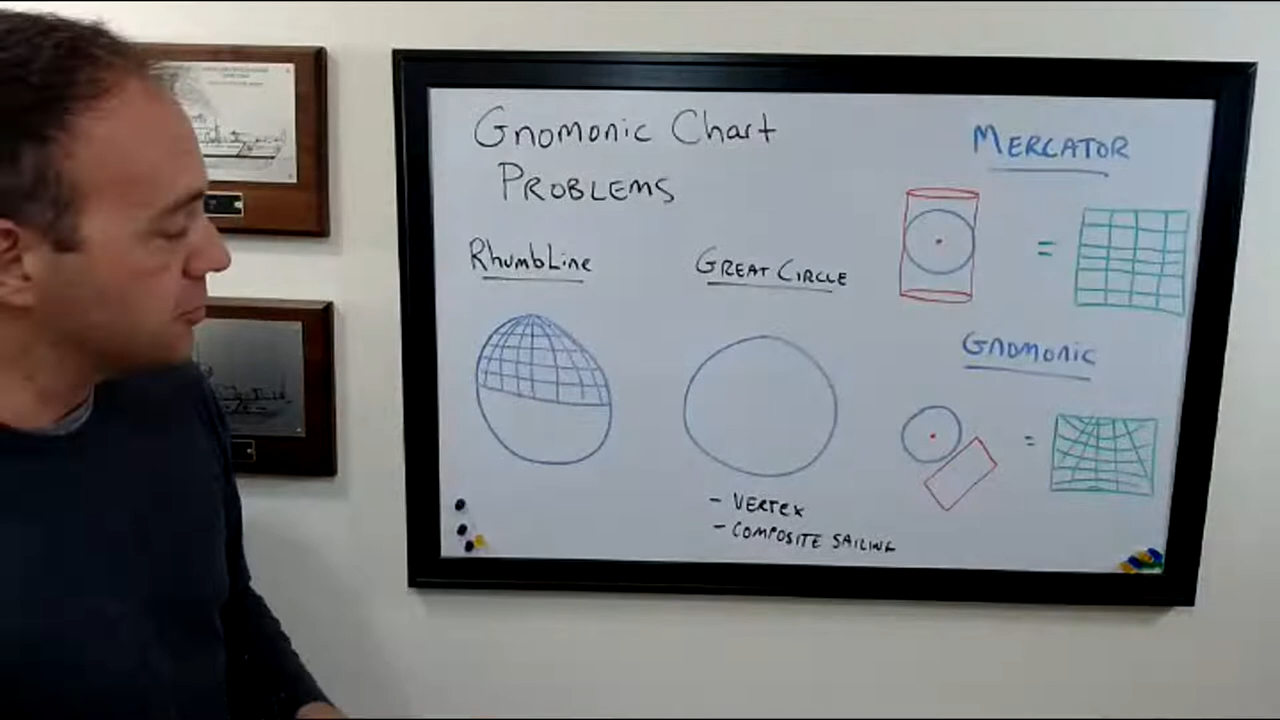 Gnomonic Chart
PROBLEMS
RhumbLine
GREAT CIRCLE
- VERTEX
- COMPOSITE SAILING
MERCATOR
=
GNOMONIC
=